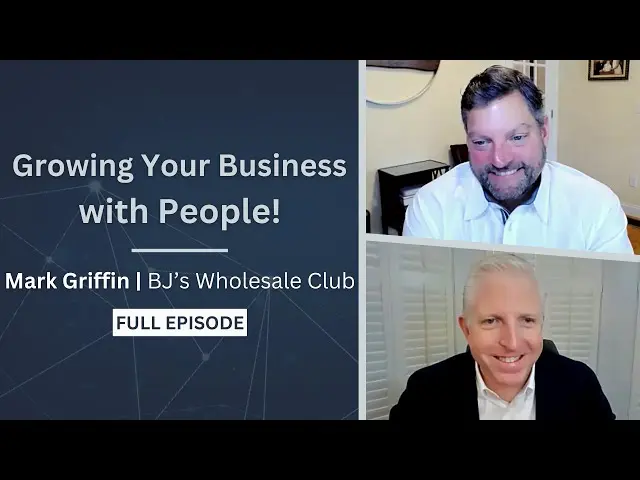 Growing Your Business
with People!
Mark Griffin | BJ’s Wholesale Club
FULL EPISODE